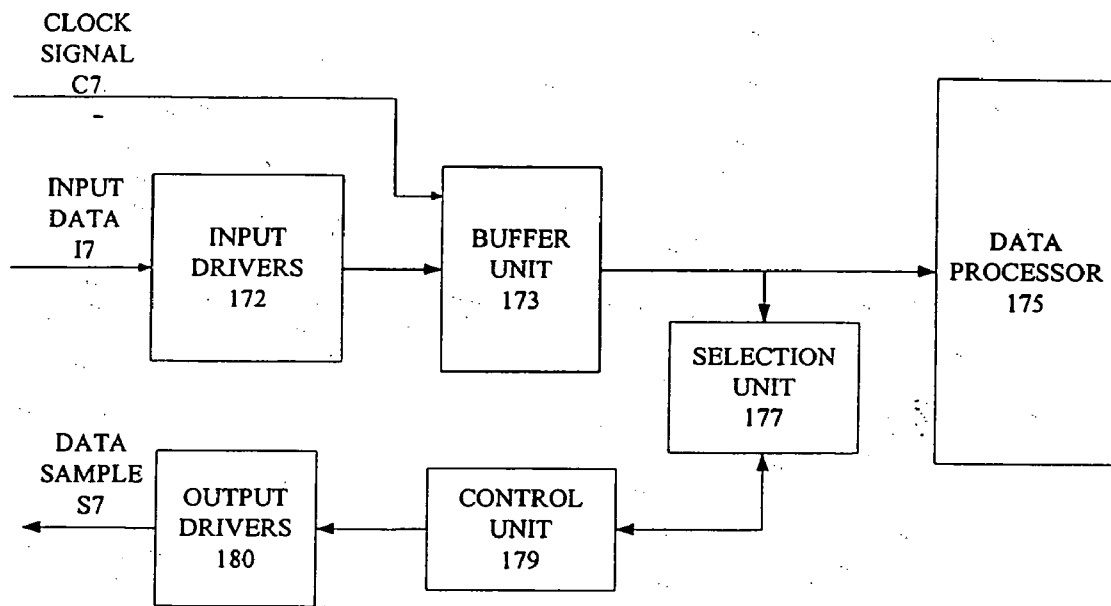 CLOCK
SIGNAL
C7
INPUT
DATA
I7
INPUT
DRIVERS
172
BUFFER
UNIT
173
DATA
PROCESSOR
175
SELECTION
UNIT
177
DATA
SAMPLE
S7
OUTPUT
DRIVERS
180
CONTROL
UNIT
179